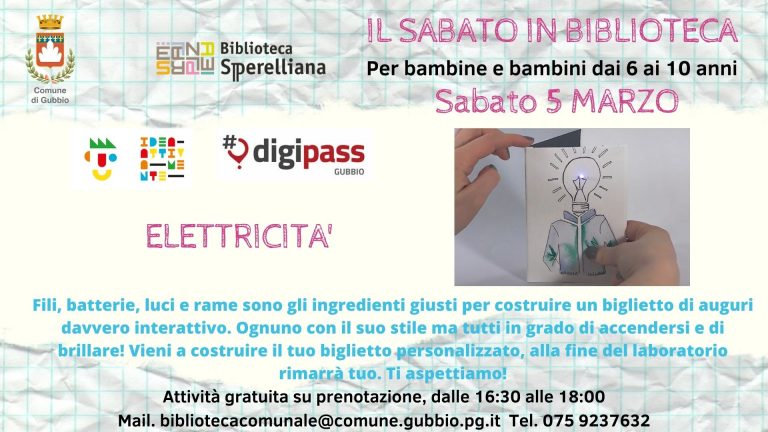 IL SABATO IN BIBLIOTECA
Per bambine e bambini dai 6 ai 10 anni
Sabato 5 MARZO
Comune
di Gubbio
Biblioteca
Sperelliana
IDEA
ATTIV
AMENTE
#digipass
GUBBIO
ELETTRICITA'
Fili, batterie, luci e rame sono gli ingredienti giusti per costruire un biglietto di auguri
davvero interattivo. Ognuno con il suo stile ma tutti in grado di accendersi e di
brillare! Vieni a costruire il tuo biglietto personalizzato, alla fine del laboratorio
rimarrà tuo. Ti aspettiamo!
Attività gratuita su prenotazione, dalle 16:30 alle 18:00
Mail. bibliotecacomunale@comune.gubbio.pg.it Tel. 075 9237632